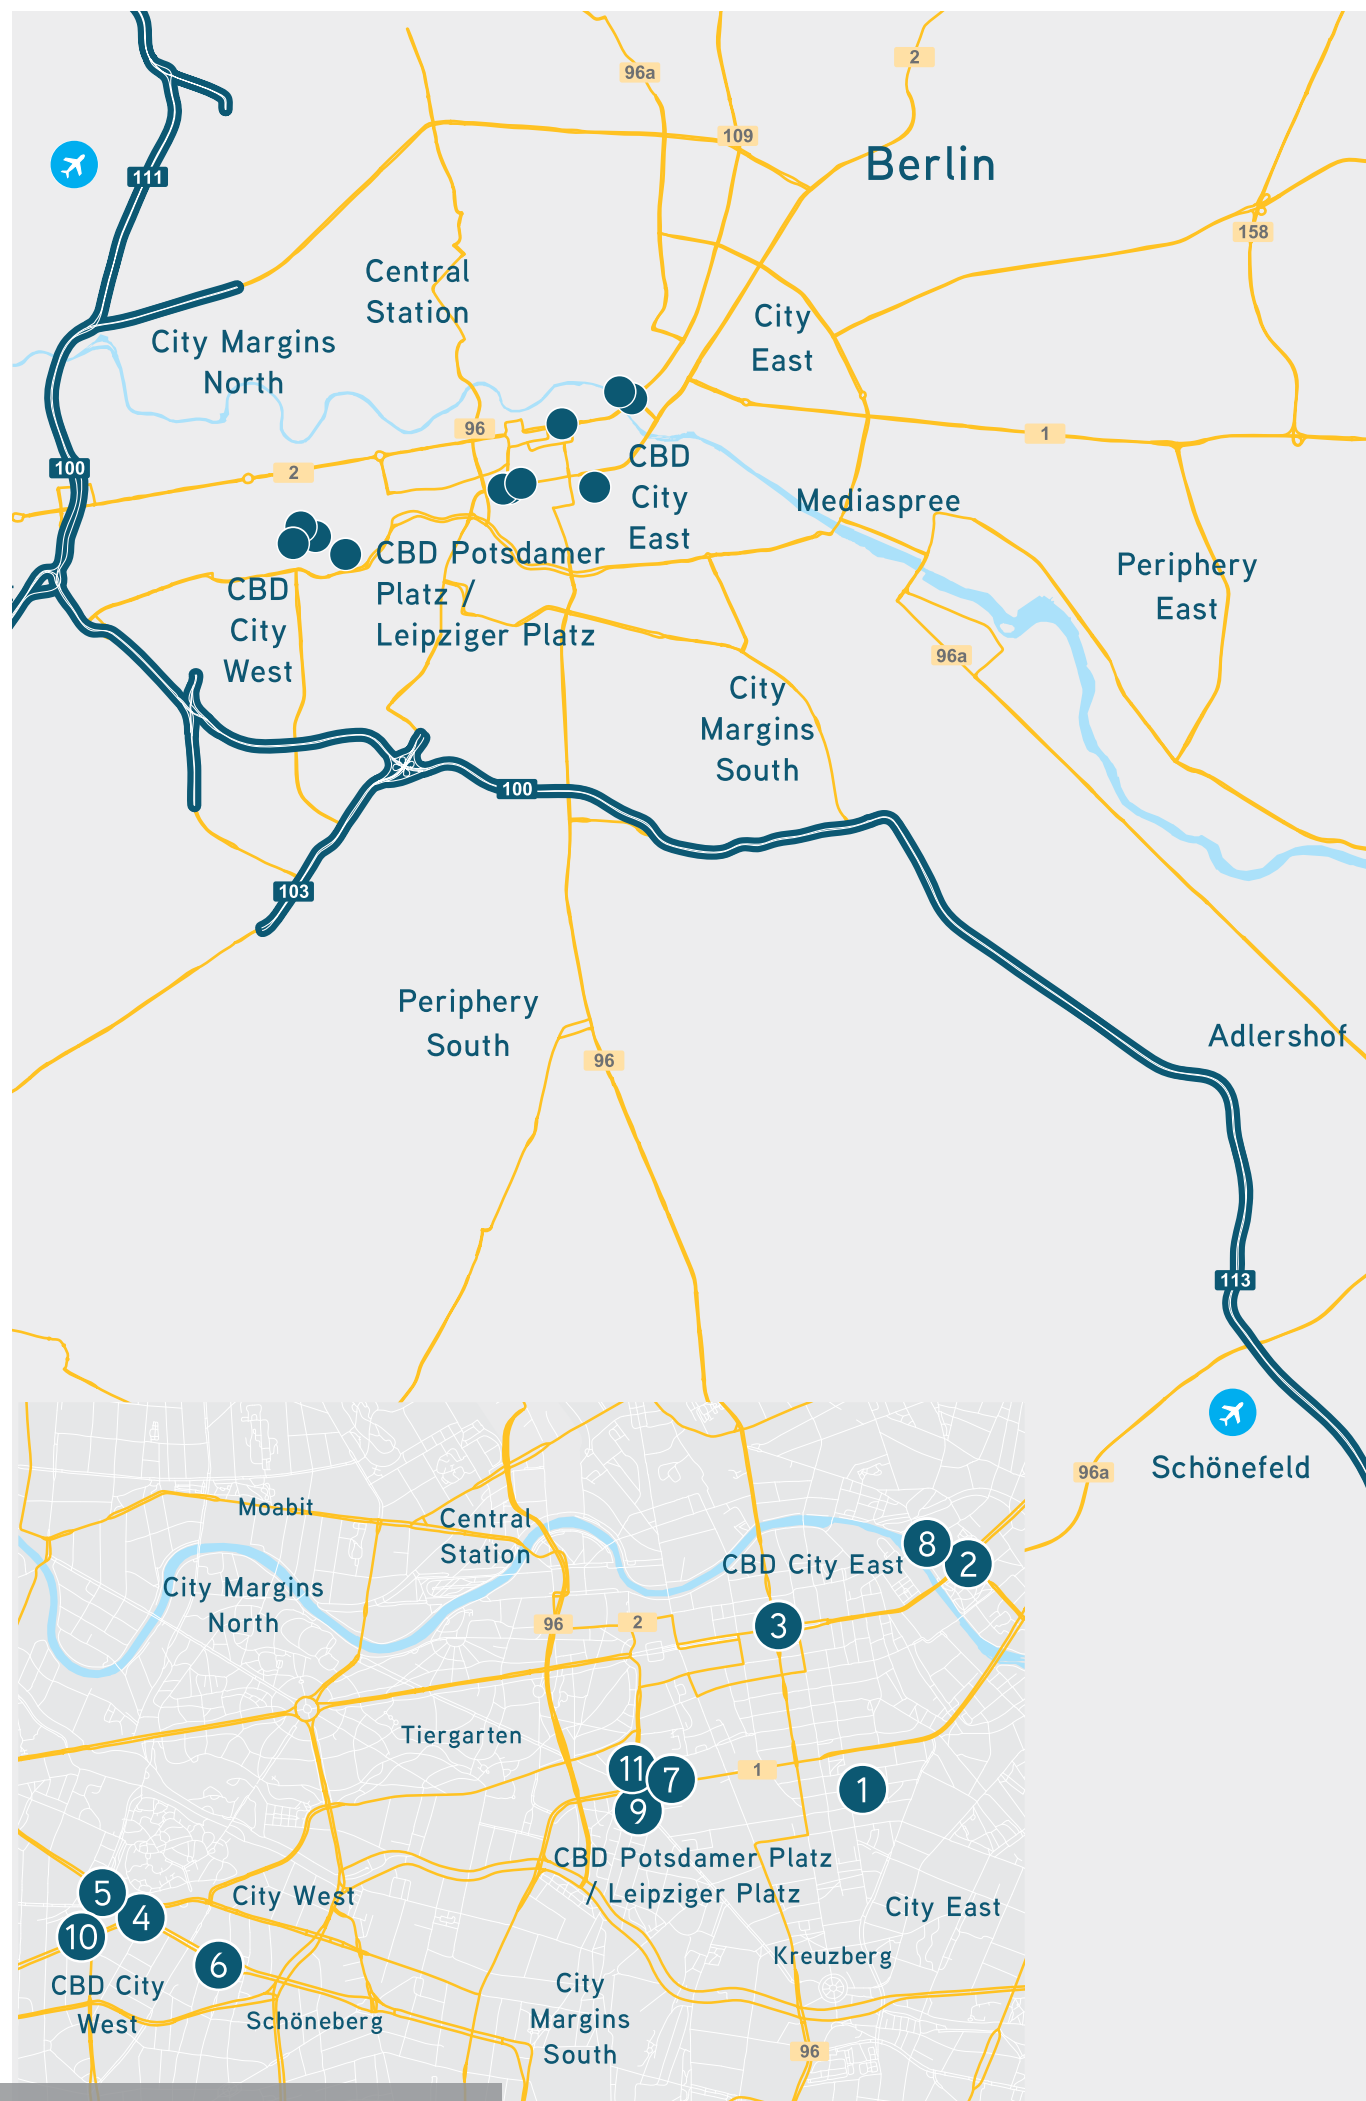 96a
2
109
Berlin
111
158
Central
Station
City
East
City Margins
North
96
1
100
2
CBD
City
East
Mediaspree
CBD Potsdamer
Platz /
Leipziger Platz
Periphery
East
CBD
City
West
96a
City
Margins
South
100
103
Periphery
South
Adlershof
96
113
Schönefeld
96a
Moabit
Central
Station
8
2
CBD City East
City Margins
North
96
2
3
Tiergarten
11
7
1
1
9
CBD Potsdamer Platz
/ Leipziger Platz
5
City West
4
City East
10
6
Kreuzberg
CBD City
West
City
Margins
South
Schöneberg
96